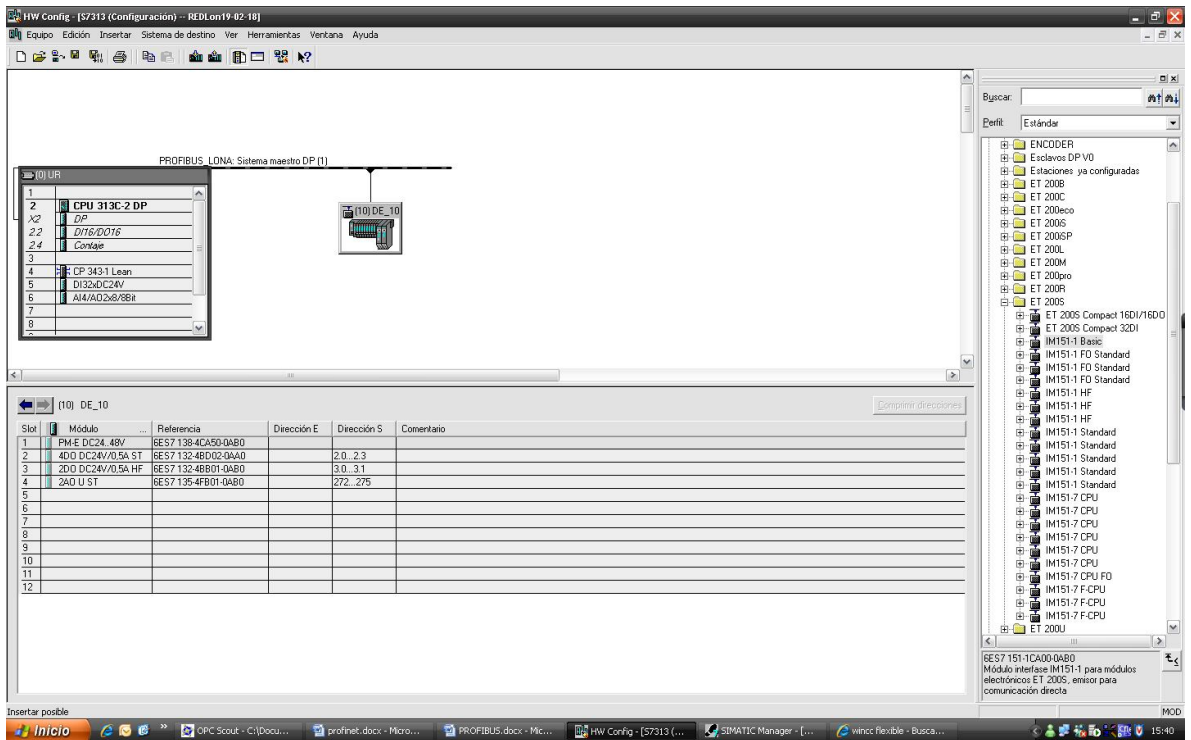 HW Config - [S7313 (Configuración) -- REDLon19-02-18]
Equipo Edición Insertar Sistema de destino Ver Herramientas Ventana Ayuda
PROFIBUS_LONA: Sistema maestro DP (1)
(0) UR
1
2 CPU 313C-2 DP
X2 DP
2.2 DI16/DO16
2.4 Contaje
3
4 CP 343-1 Lean
5 DI32xDC24V
6 AI4/AO2x8/8Bit
7
8
(10) DE_10
(10) DE_10
Comprimir direcciones
Slot Módulo ... Referencia Dirección E Dirección S Comentario
1 PM-E DC24..48V 6ES7 138-4CA50-0AB0
2 4DO DC24V/0,5A ST 6ES7 132-4BD02-0AA0 2.0...2.3
3 2DO DC24V/0,5A HF 6ES7 132-4BB01-0AB0 3.0...3.1
4 2AO U ST 6ES7 135-4FB01-0AB0 272...275
5
6
7
8
9
10
11
12
Buscar:
Perfil: Estándar
ENCODER
Esclavos DP V0
Estaciones ya configuradas
ET 200B
ET 200C
ET 200eco
ET 200iS
ET 200iSP
ET 200L
ET 200M
ET 200pro
ET 200R
ET 200S
ET 200S Compact 16DI/16DO
ET 200S Compact 32DI
IM151-1 Basic
IM151-1 FO Standard
IM151-1 FO Standard
IM151-1 FO Standard
IM151-1 HF
IM151-1 HF
IM151-1 HF
IM151-1 Standard
IM151-1 Standard
IM151-1 Standard
IM151-1 Standard
IM151-1 Standard
IM151-7 CPU
IM151-7 CPU
IM151-7 CPU
IM151-7 CPU
IM151-7 CPU
IM151-7 CPU
IM151-7 CPU FO
IM151-7 F-CPU
IM151-7 F-CPU
IM151-7 F-CPU
ET 200U
6ES7 151-1CA00-0AB0
Módulo interfase IM151-1 para módulos
electrónicos ET 200S, emisor para
comunicación directa
Insertar posible
MOD
Inicio
OPC Scout - C:\Docu...
profinet.docx - Micro...
PROFIBUS.docx - Mic...
HW Config - [S7313 (...
SIMATIC Manager - [...
wincc flexible - Busca...
15:40